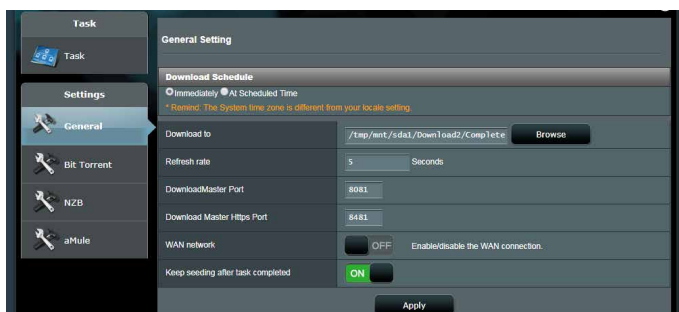 Task
Task
Settings
General
Bit Torrent
NZB
aMule
General Setting
Download Schedule
Immediately At Scheduled Time
* Remind: The System time zone is different from your locale setting.
Download to /tmp/mnt/sda1/Download2/Complete Browse
Refresh rate 5 Seconds
DownloadMaster Port 8081
Download Master Https Port 8481
WAN network OFF Enable/disable the WAN connection.
Keep seeding after task completed ON
Apply